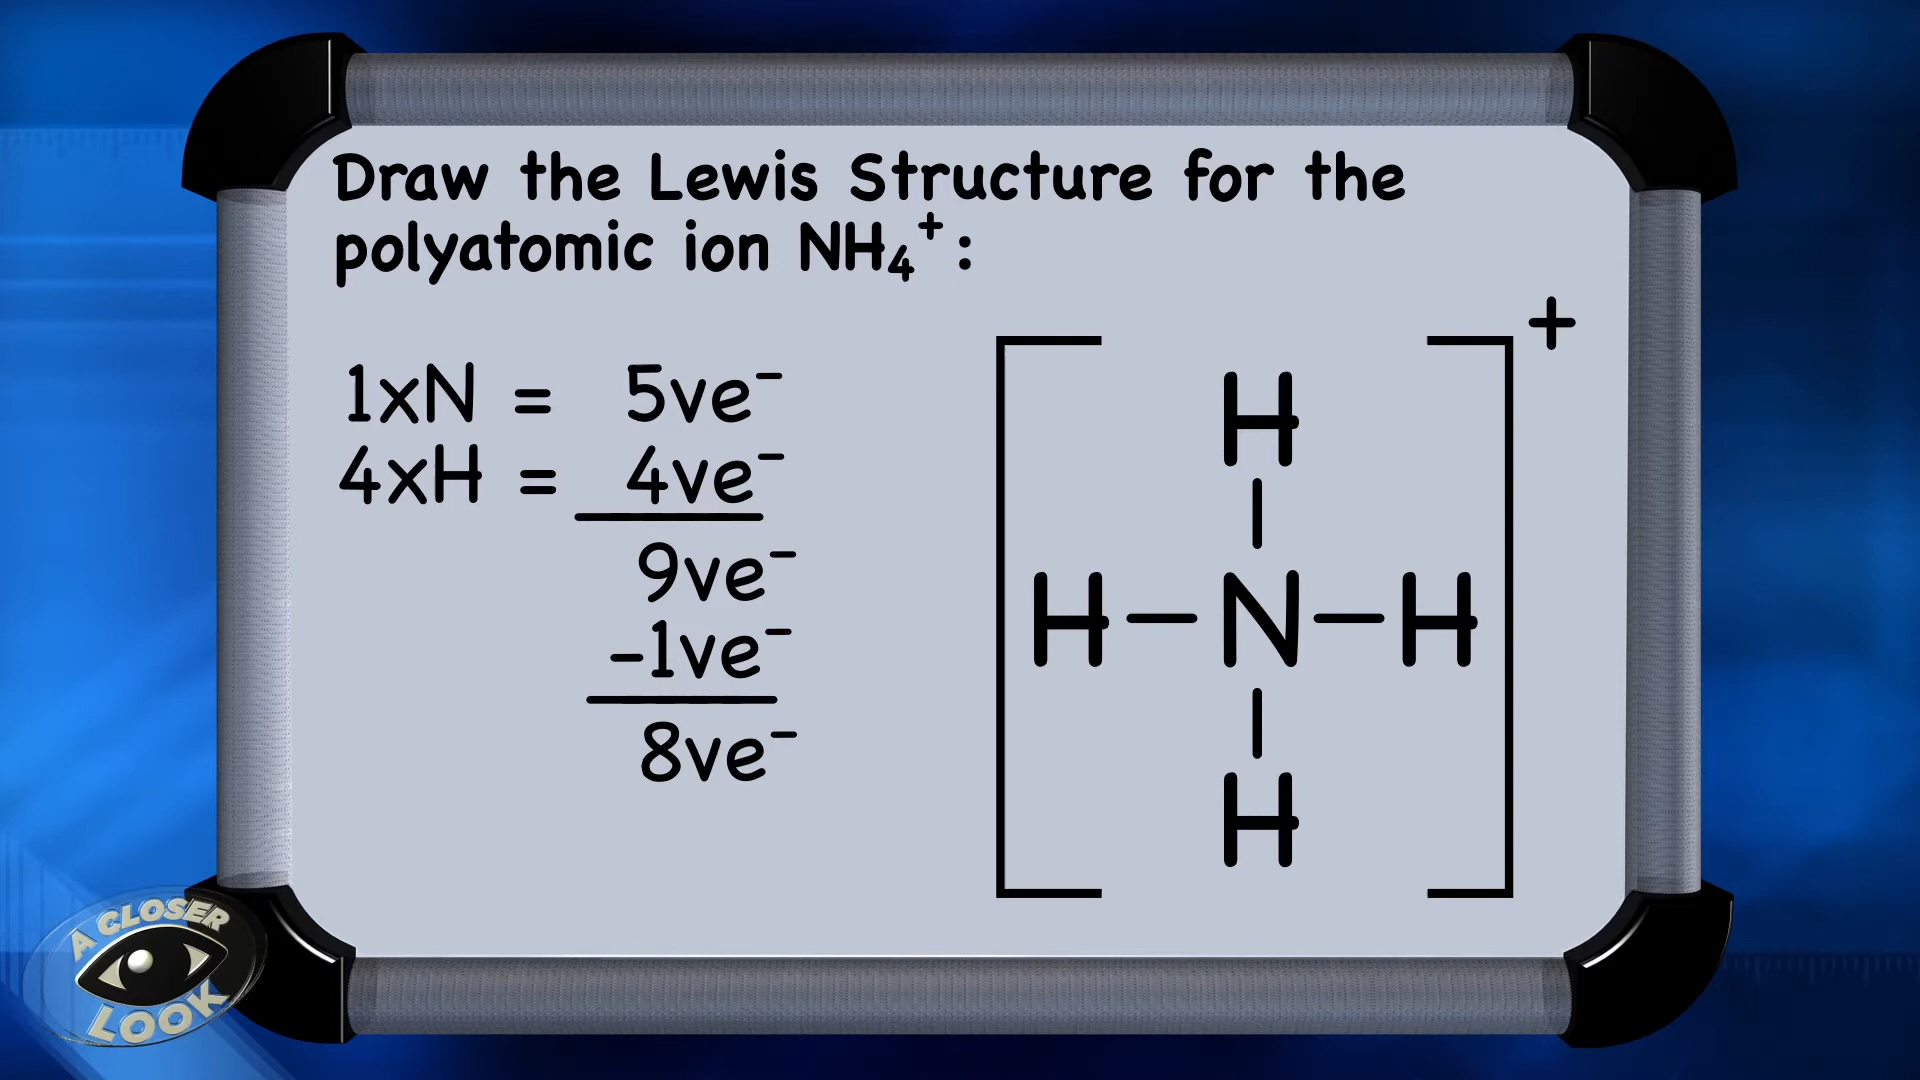 Draw the Lewis Structure for the
polyatomic ion NH₄⁺:
1xN = 5ve⁻
4xH = 4ve⁻
9ve⁻
-1ve⁻
8ve⁻
+
H
H – N – H
H
A CLOSER
LOOK